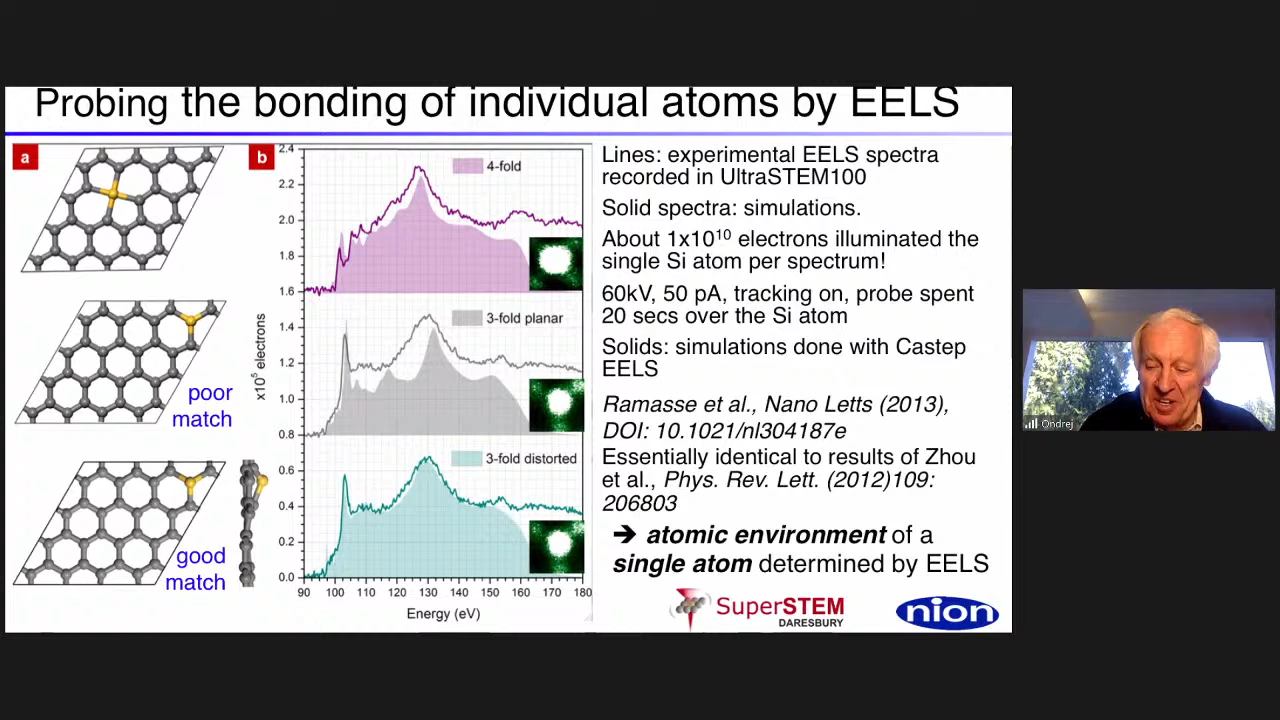 Probing the bonding of individual atoms by EELS
a
poor
match
good
match
b
2.4
2.2
2.0
1.8
1.6
1.4
1.2
1.0
0.8
0.6
0.4
0.2
0.0
x10⁵ electrons
4-fold
3-fold planar
3-fold distorted
90 100 110 120 130 140 150 160 170 180
Energy (eV)
Lines: experimental EELS spectra
recorded in UltraSTEM100
Solid spectra: simulations.
About 1x10¹⁰ electrons illuminated the
single Si atom per spectrum!
60kV, 50 pA, tracking on, probe spent
20 secs over the Si atom
Solids: simulations done with Castep
EELS
Ramasse et al., Nano Letts (2013),
DOI: 10.1021/nl304187e
Essentially identical to results of Zhou
et al., Phys. Rev. Lett. (2012)109:
206803
➔ atomic environment of a
single atom determined by EELS
SuperSTEM
DARESBURY
nion
Ondrej